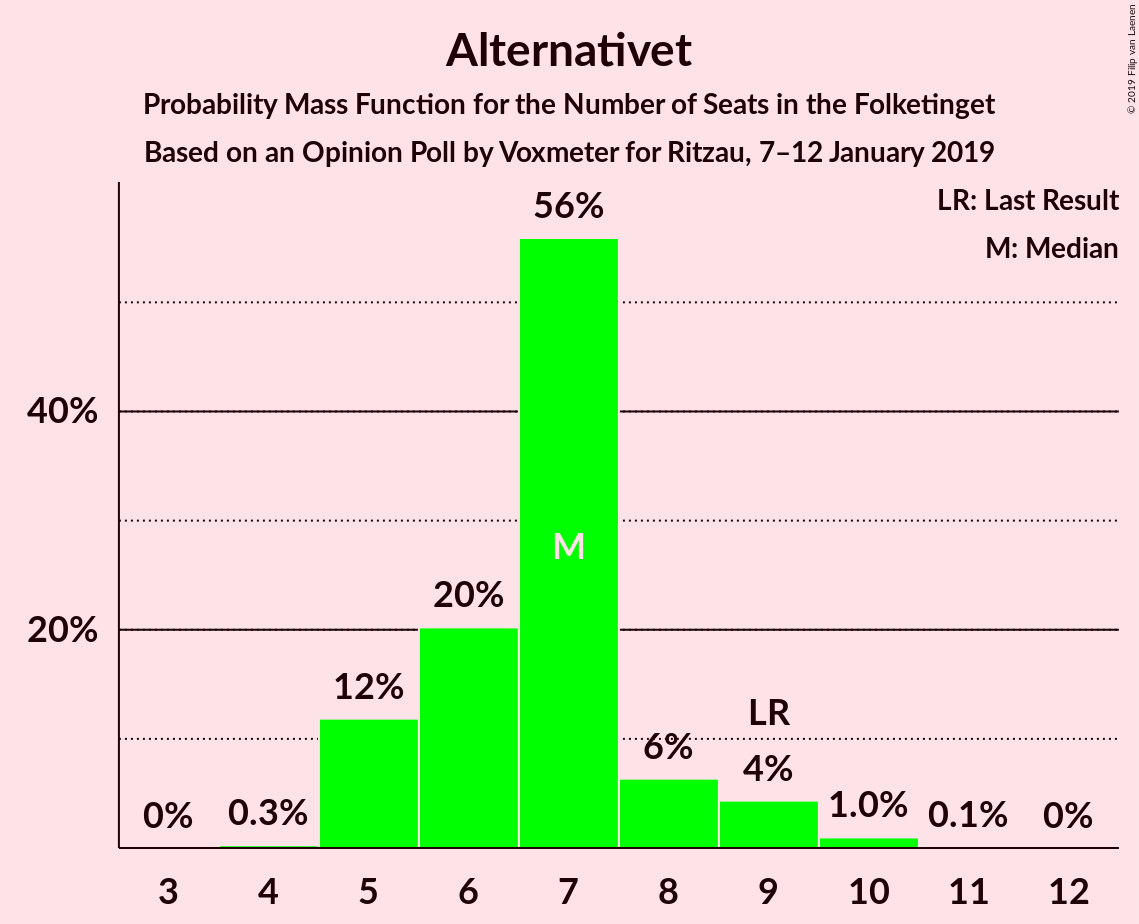 Alternativet
Probability Mass Function for the Number of Seats in the Folketinget
Based on an Opinion Poll by Voxmeter for Ritzau, 7–12 January 2019
© 2019 Filip van Laenen
LR: Last Result
M: Median
56%
40%
M
20%
20%
12%
LR
6%
4%
0%
0.3%
1.0%
0.1%
0%
3 4 5 6 7 8 9 10 11 12